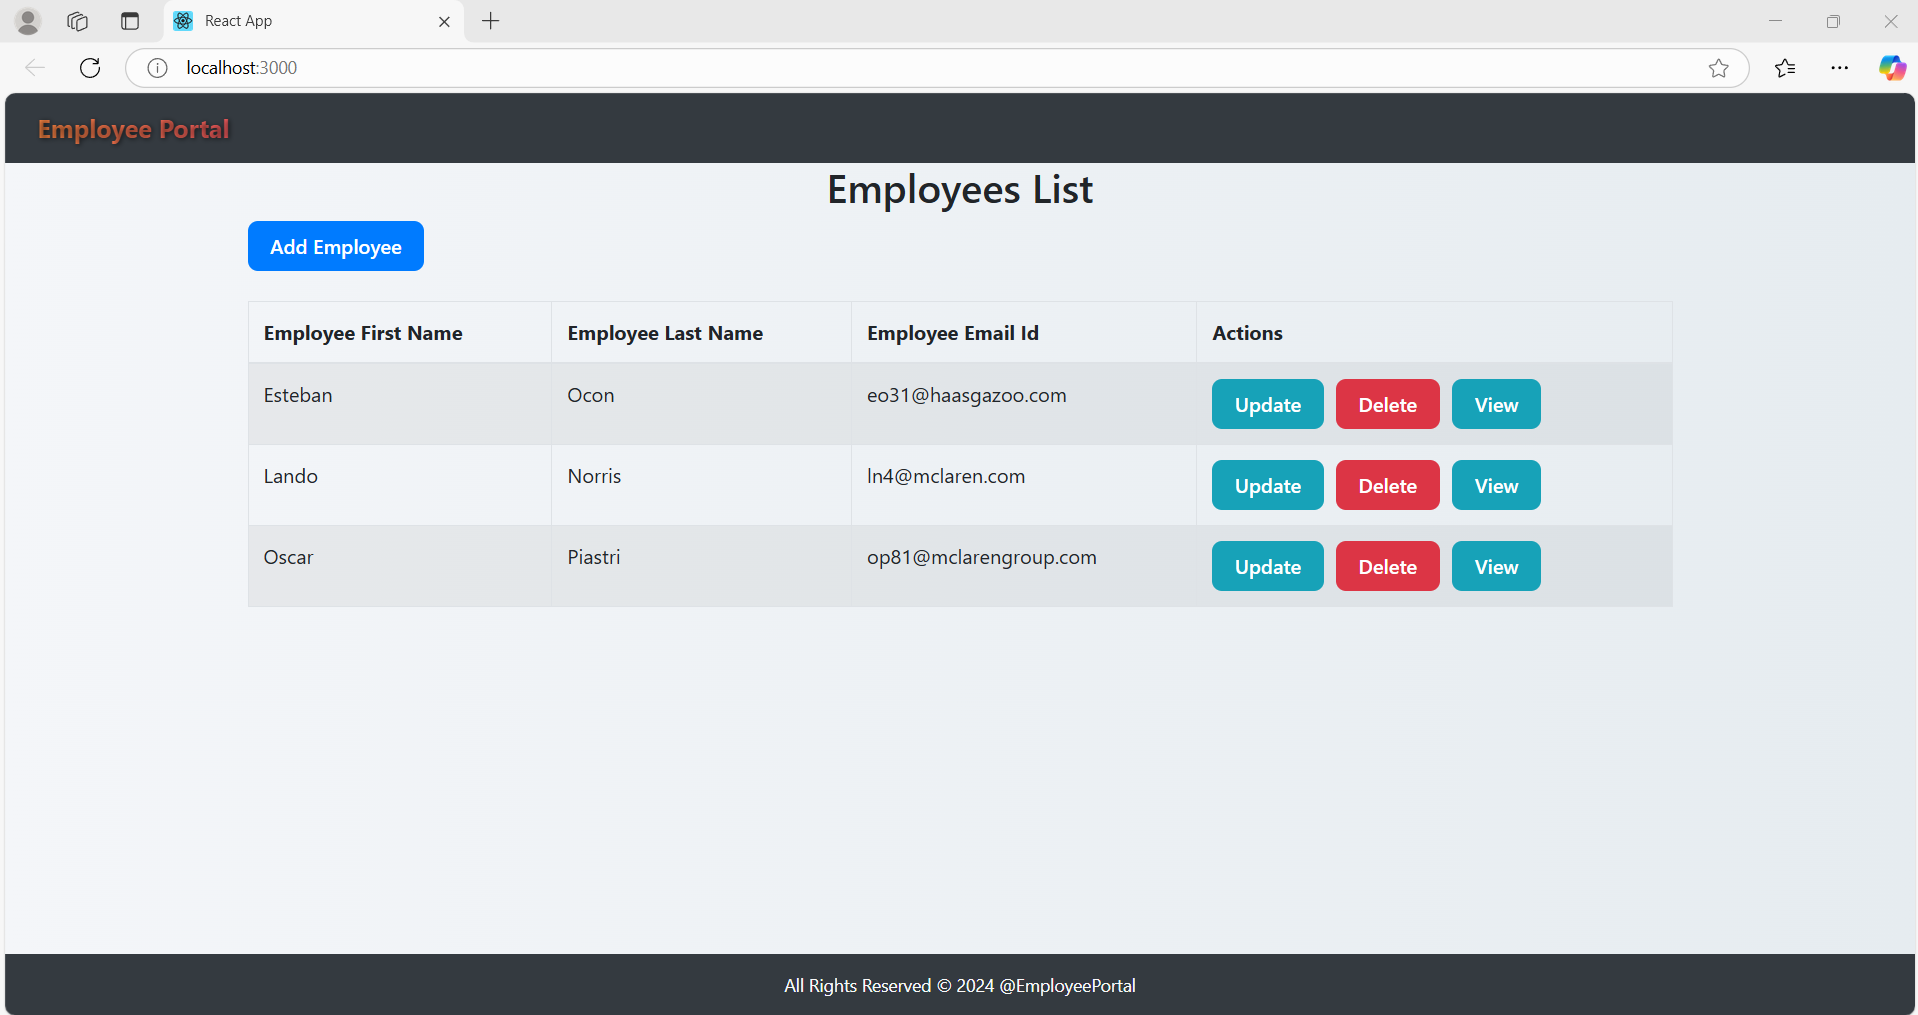 React App
localhost:3000
Employee Portal
Employees List
Add Employee
Employee First Name Employee Last Name Employee Email Id Actions
Esteban Ocon eo31@haasgazoo.com Update Delete View
Lando Norris ln4@mclaren.com Update Delete View
Oscar Piastri op81@mclarengroup.com Update Delete View
All Rights Reserved © 2024 @EmployeePortal